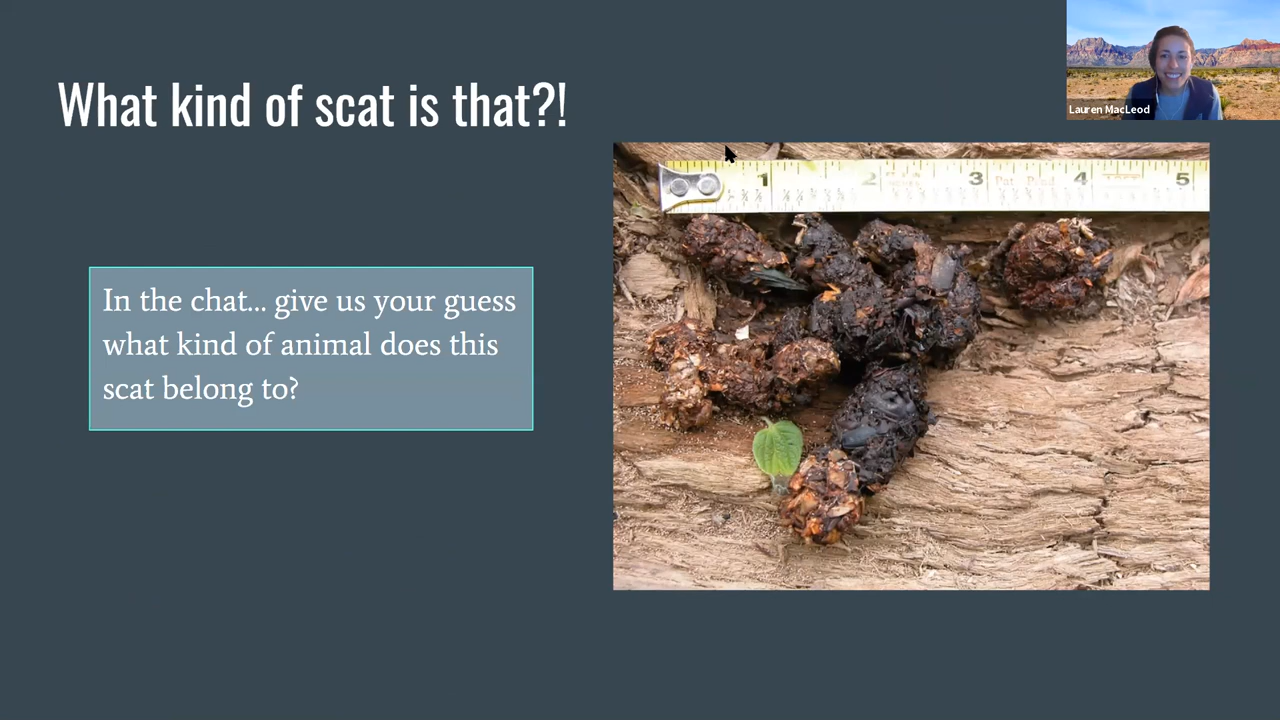 What kind of scat is that?!
Lauren MacLeod
1 2 3 4 5
In the chat... give us your guess
what kind of animal does this
scat belong to?